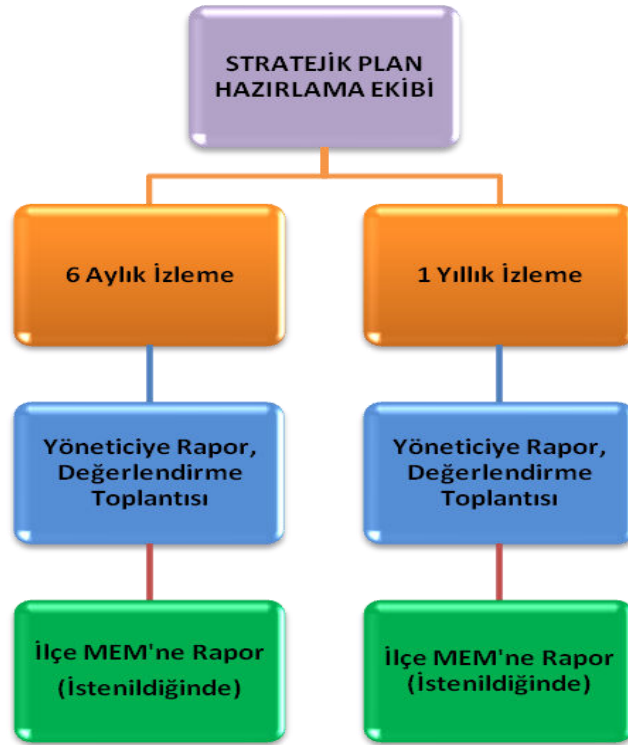 STRATEJİK PLAN
HAZIRLAMA EKİBİ
6 Aylık İzleme
1 Yıllık İzleme
Yöneticiye Rapor,
Değerlendirme
Toplantısı
Yöneticiye Rapor,
Değerlendirme
Toplantısı
İlçe MEM'ne Rapor
(İstenildiğinde)
İlçe MEM'ne Rapor
(İstenildiğinde)